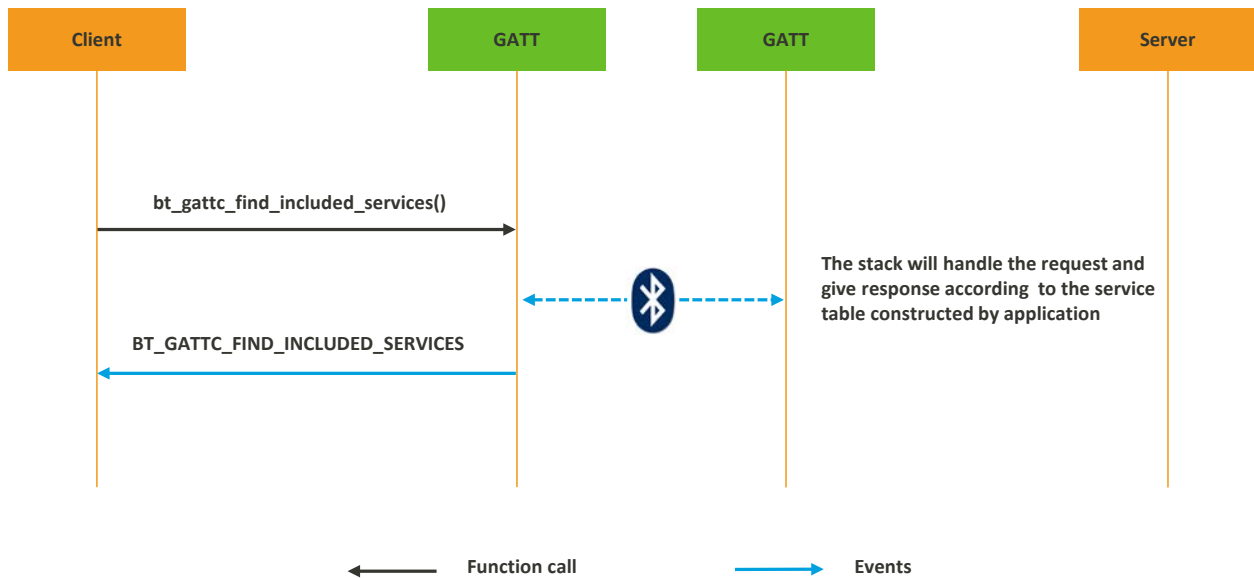 Client
GATT
GATT
Server
bt_gattc_find_included_services()
The stack will handle the request and
give response according to the service
table constructed by application
BT_GATTC_FIND_INCLUDED_SERVICES
Function call
Events